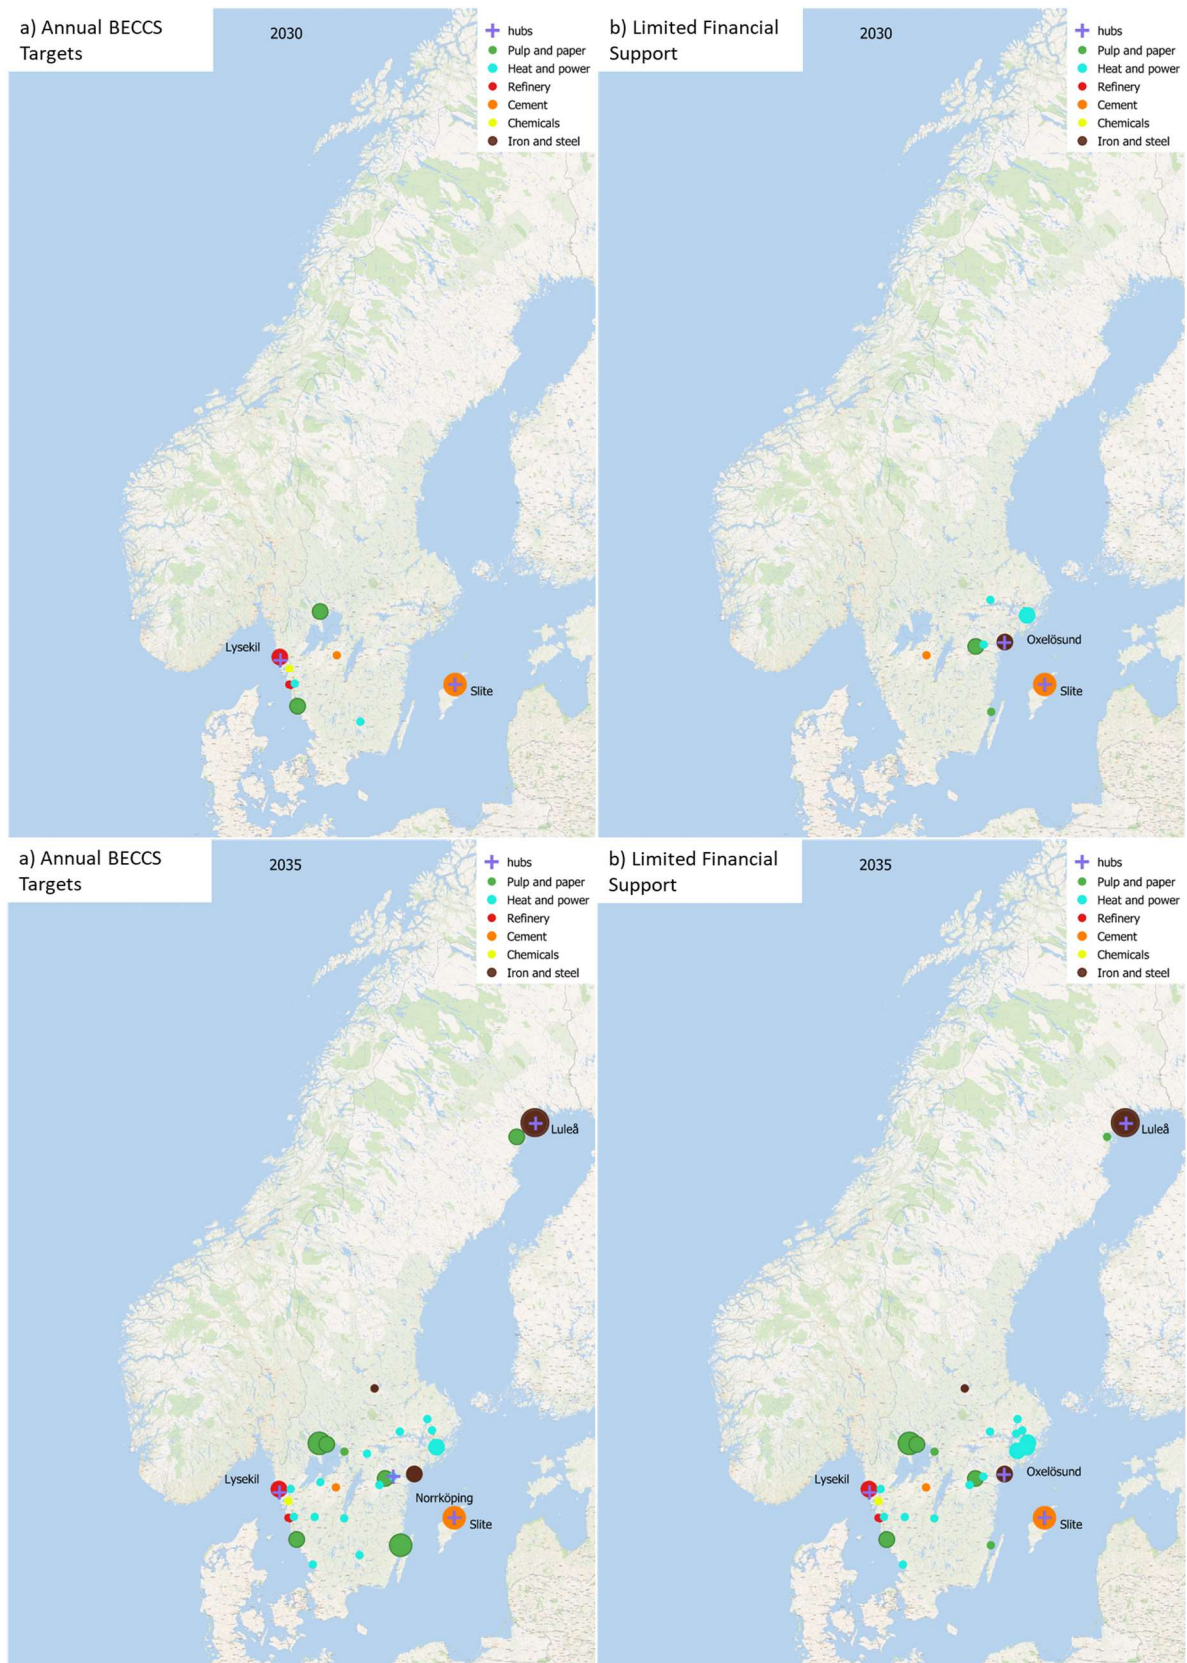 a) Annual BECCS
Targets
2030
hubs
Pulp and paper
Heat and power
Refinery
Cement
Chemicals
Iron and steel
Lysekil
Slite
b) Limited Financial
Support
2030
hubs
Pulp and paper
Heat and power
Refinery
Cement
Chemicals
Iron and steel
Oxelösund
Slite
a) Annual BECCS
Targets
2035
hubs
Pulp and paper
Heat and power
Refinery
Cement
Chemicals
Iron and steel
Luleå
Lysekil
Norrköping
Slite
b) Limited Financial
Support
2035
hubs
Pulp and paper
Heat and power
Refinery
Cement
Chemicals
Iron and steel
Luleå
Lysekil
Oxelösund
Slite